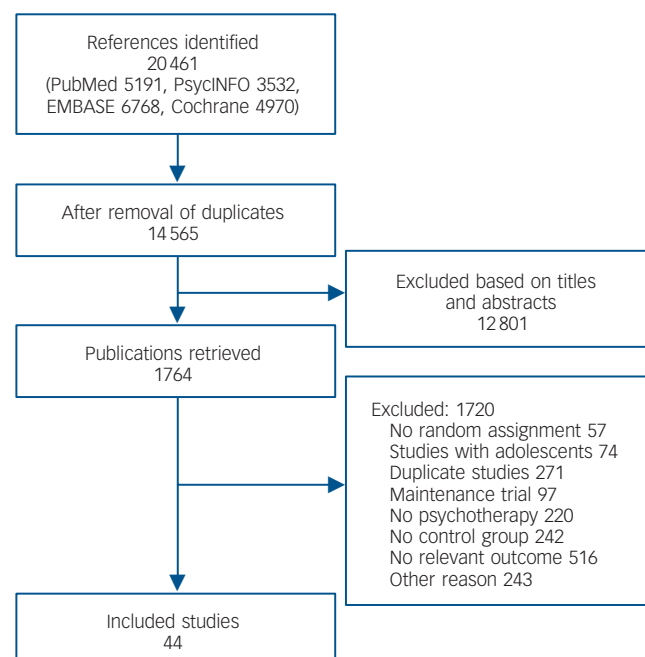 References identified
20 461
(PubMed 5191, PsycINFO 3532,
EMBASE 6768, Cochrane 4970)
After removal of duplicates
14 565
Excluded based on titles
and abstracts
12 801
Publications retrieved
1764
Excluded: 1720
No random assignment 57
Studies with adolescents 74
Duplicate studies 271
Maintenance trial 97
No psychotherapy 220
No control group 242
No relevant outcome 516
Other reason 243
Included studies
44